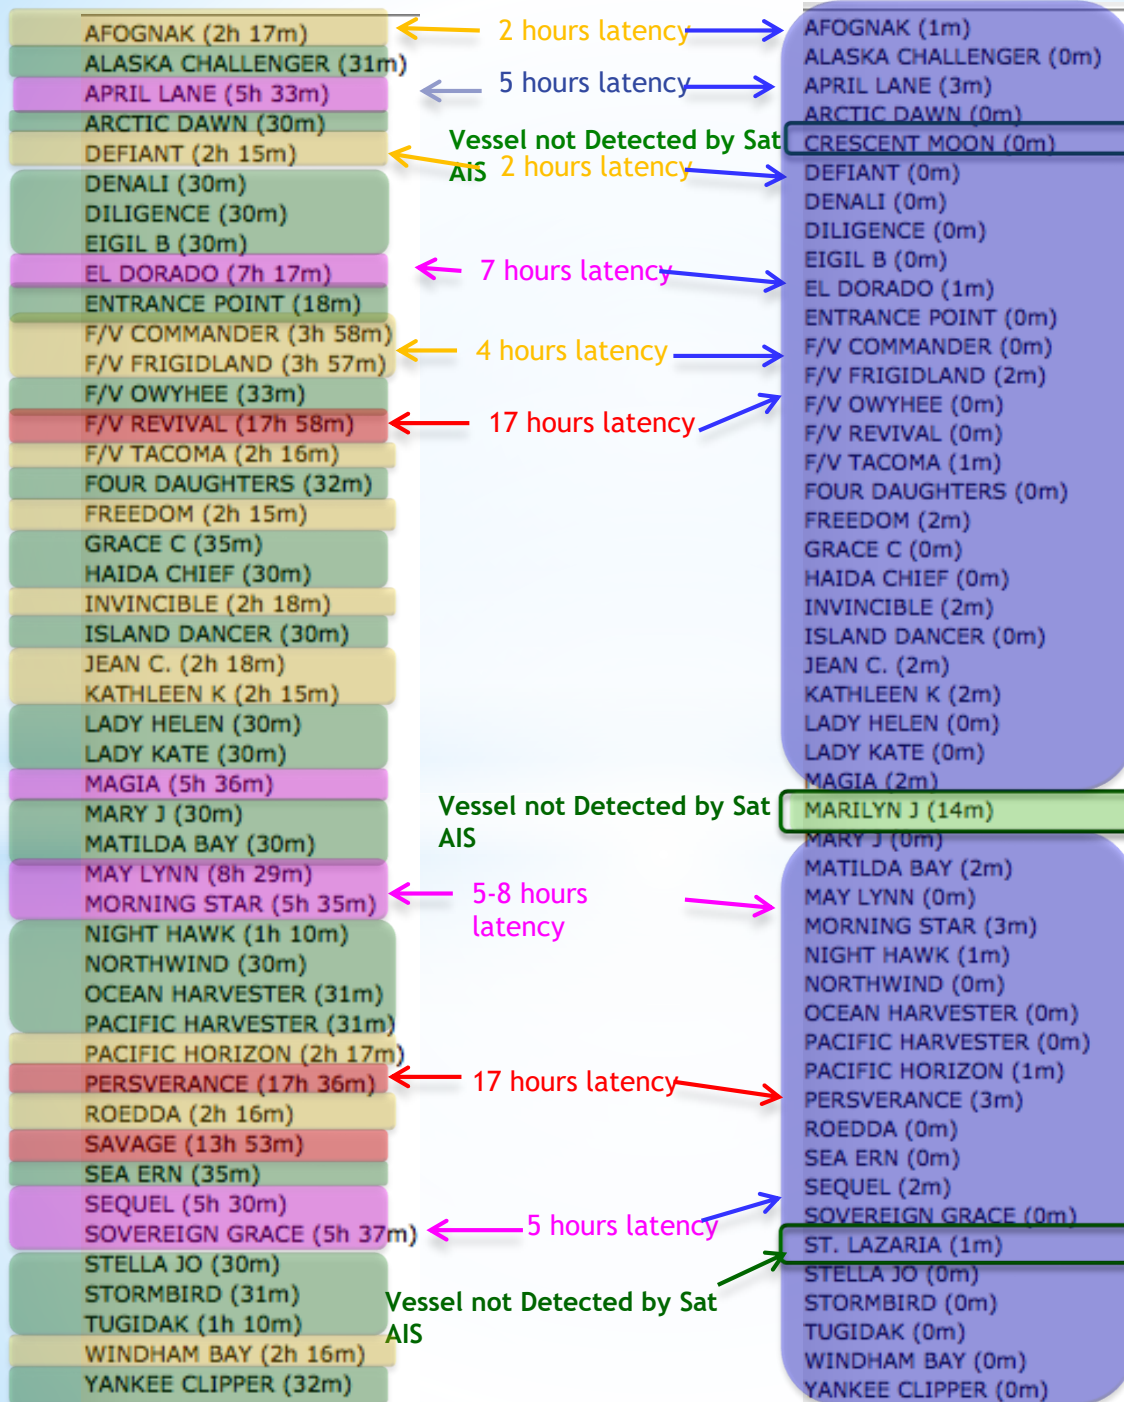 AFOGNAK (2h 17m)
ALASKA CHALLENGER (31m)
APRIL LANE (5h 33m)
ARCTIC DAWN (30m)
DEFIANT (2h 15m)
DENALI (30m)
DILIGENCE (30m)
EIGIL B (30m)
EL DORADO (7h 17m)
ENTRANCE POINT (18m)
F/V COMMANDER (3h 58m)
F/V FRIGIDLAND (3h 57m)
F/V OWYHEE (33m)
F/V REVIVAL (17h 58m)
F/V TACOMA (2h 16m)
FOUR DAUGHTERS (32m)
FREEDOM (2h 15m)
GRACE C (35m)
HAIDA CHIEF (30m)
INVINCIBLE (2h 18m)
ISLAND DANCER (30m)
JEAN C. (2h 18m)
KATHLEEN K (2h 15m)
LADY HELEN (30m)
LADY KATE (30m)
MAGIA (5h 36m)
MARY J (30m)
MATILDA BAY (30m)
MAY LYNN (8h 29m)
MORNING STAR (5h 35m)
NIGHT HAWK (1h 10m)
NORTHWIND (30m)
OCEAN HARVESTER (31m)
PACIFIC HARVESTER (31m)
PACIFIC HORIZON (2h 17m)
PERSVERANCE (17h 36m)
ROEDDA (2h 16m)
SAVAGE (13h 53m)
SEA ERN (35m)
SEQUEL (5h 30m)
SOVEREIGN GRACE (5h 37m)
STELLA JO (30m)
STORMBIRD (31m)
TUGIDAK (1h 10m)
WINDHAM BAY (2h 16m)
YANKEE CLIPPER (32m)
2 hours latency
5 hours latency
Vessel not Detected by Sat
AIS
2 hours latency
7 hours latency
4 hours latency
17 hours latency
Vessel not Detected by Sat
AIS
5-8 hours
latency
17 hours latency
5 hours latency
Vessel not Detected by Sat
AIS
AFOGNAK (1m)
ALASKA CHALLENGER (0m)
APRIL LANE (3m)
ARCTIC DAWN (0m)
CRESCENT MOON (0m)
DEFIANT (0m)
DENALI (0m)
DILIGENCE (0m)
EIGIL B (0m)
EL DORADO (1m)
ENTRANCE POINT (0m)
F/V COMMANDER (0m)
F/V FRIGIDLAND (2m)
F/V OWYHEE (0m)
F/V REVIVAL (0m)
F/V TACOMA (1m)
FOUR DAUGHTERS (0m)
FREEDOM (2m)
GRACE C (0m)
HAIDA CHIEF (0m)
INVINCIBLE (2m)
ISLAND DANCER (0m)
JEAN C. (2m)
KATHLEEN K (2m)
LADY HELEN (0m)
LADY KATE (0m)
MAGIA (2m)
MARILYN J (14m)
MARY J (0m)
MATILDA BAY (2m)
MAY LYNN (0m)
MORNING STAR (3m)
NIGHT HAWK (1m)
NORTHWIND (0m)
OCEAN HARVESTER (0m)
PACIFIC HARVESTER (0m)
PACIFIC HORIZON (1m)
PERSVERANCE (3m)
ROEDDA (0m)
SEA ERN (0m)
SEQUEL (2m)
SOVEREIGN GRACE (0m)
ST. LAZARIA (1m)
STELLA JO (0m)
STORMBIRD (0m)
TUGIDAK (0m)
WINDHAM BAY (0m)
YANKEE CLIPPER (0m)